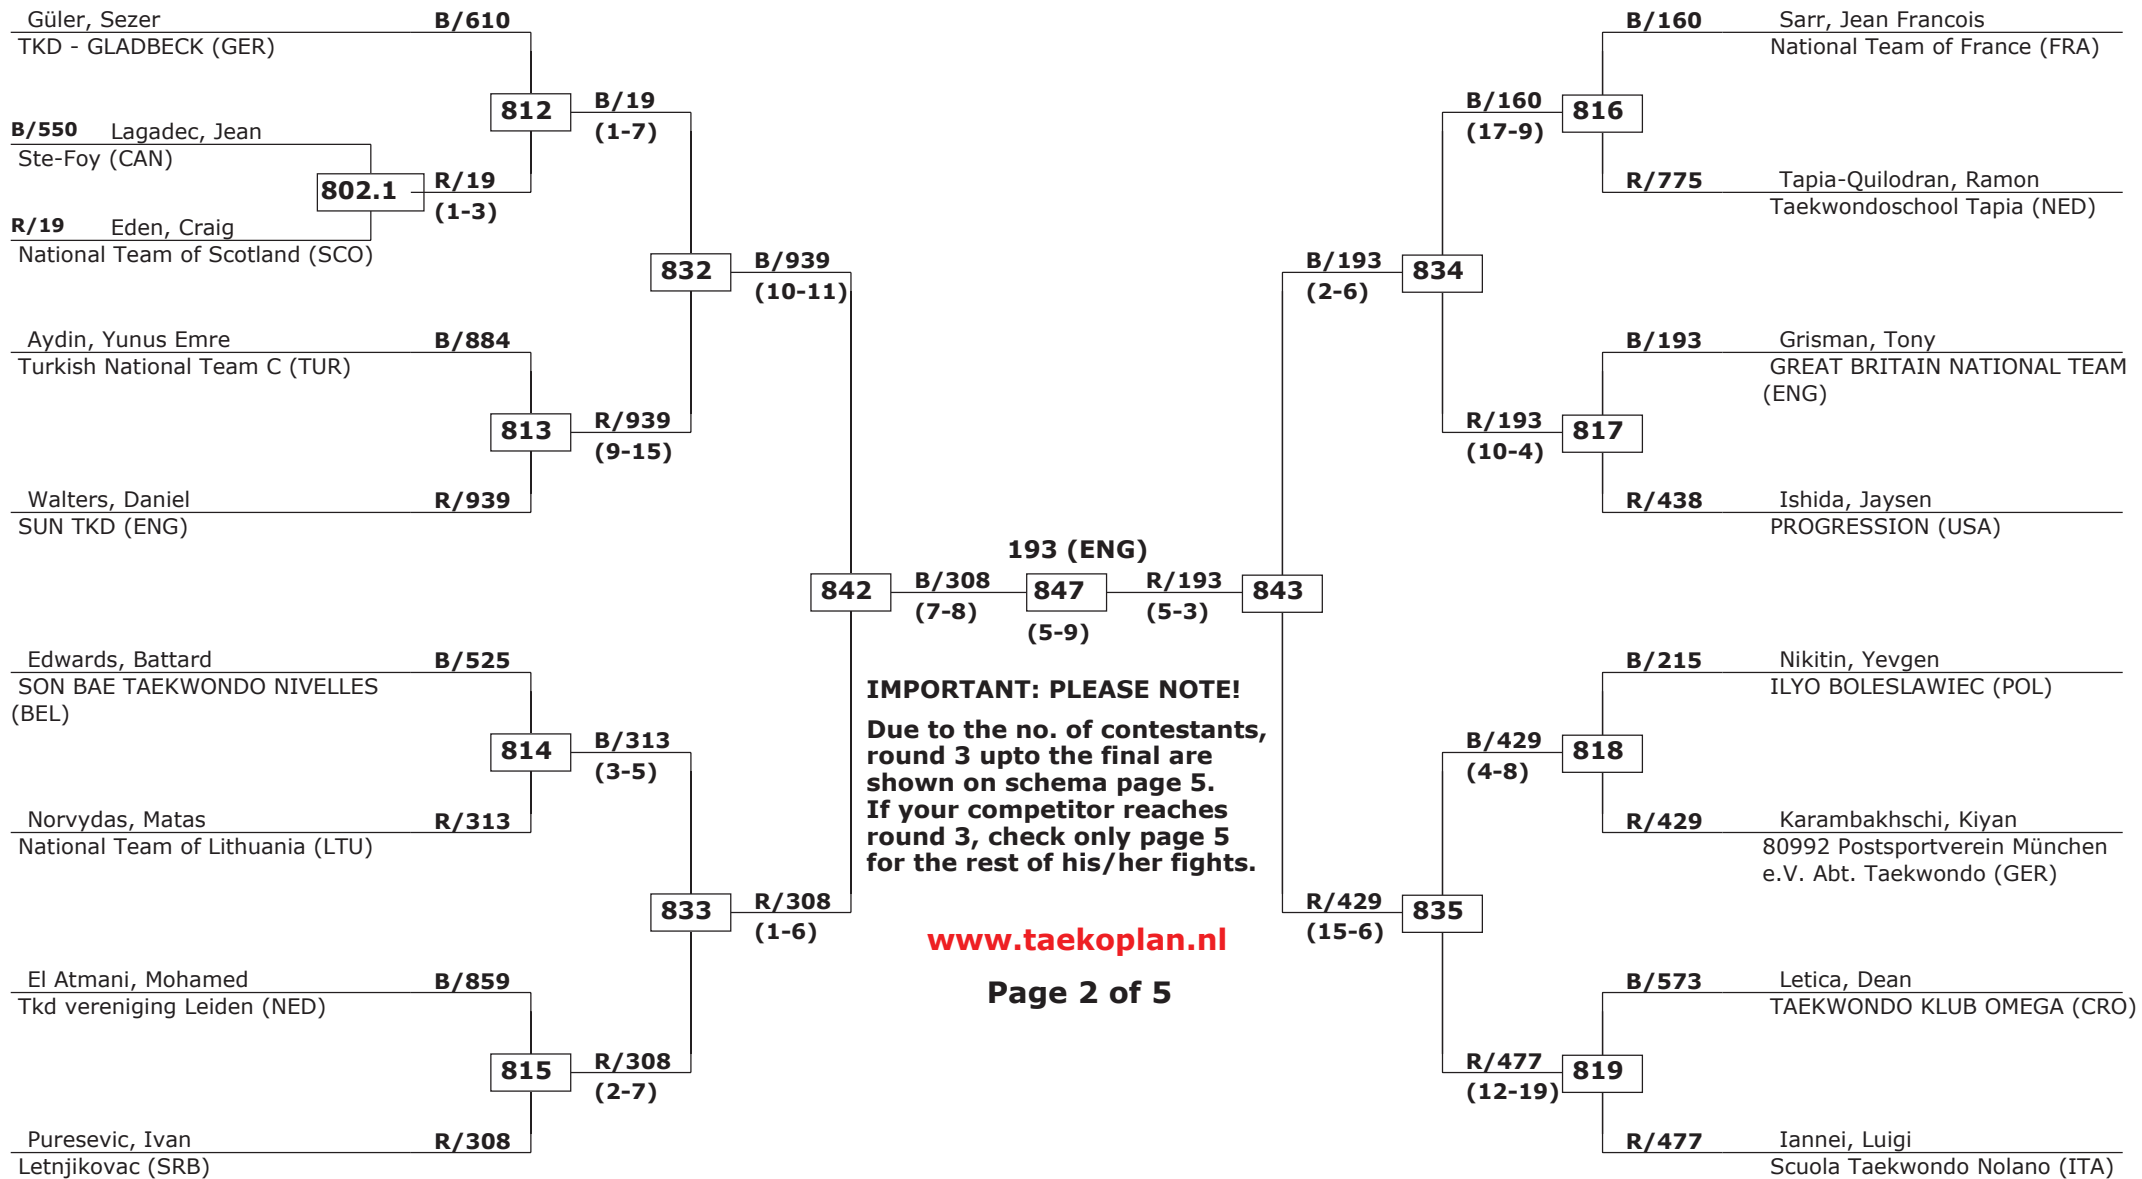 Güler, Sezer
B/610
TKD - GLADBECK (GER)
812
B/19
(1-7)
B/550 Lagadec, Jean
Ste-Foy (CAN)
802.1
R/19
(1-3)
R/19 Eden, Craig
National Team of Scotland (SCO)
832
B/939
(10-11)
Aydin, Yunus Emre
B/884
Turkish National Team C (TUR)
813
R/939
(9-15)
Walters, Daniel
R/939
SUN TKD (ENG)
842
B/308
(7-8)
Edwards, Battard
B/525
SON BAE TAEKWONDO NIVELLES
(BEL)
814
B/313
(3-5)
Norvydas, Matas
R/313
National Team of Lithuania (LTU)
833
R/308
(1-6)
El Atmani, Mohamed
B/859
Tkd vereniging Leiden (NED)
815
R/308
(2-7)
Puresevic, Ivan
R/308
Letnjikovac (SRB)
193 (ENG)
847
(5-9)
IMPORTANT: PLEASE NOTE!
Due to the no. of contestants,
round 3 upto the final are
shown on schema page 5.
If your competitor reaches
round 3, check only page 5
for the rest of his/her fights.
www.taekoplan.nl
Page 2 of 5
B/160
Sarr, Jean Francois
National Team of France (FRA)
B/160
(17-9)
816
R/775
Tapia-Quilodran, Ramon
Taekwondoschool Tapia (NED)
B/193
(2-6)
834
B/193
Grisman, Tony
GREAT BRITAIN NATIONAL TEAM
(ENG)
R/193
(10-4)
817
R/438
Ishida, Jaysen
PROGRESSION (USA)
R/193
(5-3)
843
B/215
Nikitin, Yevgen
ILYO BOLESLAWIEC (POL)
B/429
(4-8)
818
R/429
Karambakhschi, Kiyan
80992 Postsportverein München
e.V. Abt. Taekwondo (GER)
R/429
(15-6)
835
B/573
Letica, Dean
TAEKWONDO KLUB OMEGA (CRO)
R/477
(12-19)
819
R/477
Iannei, Luigi
Scuola Taekwondo Nolano (ITA)